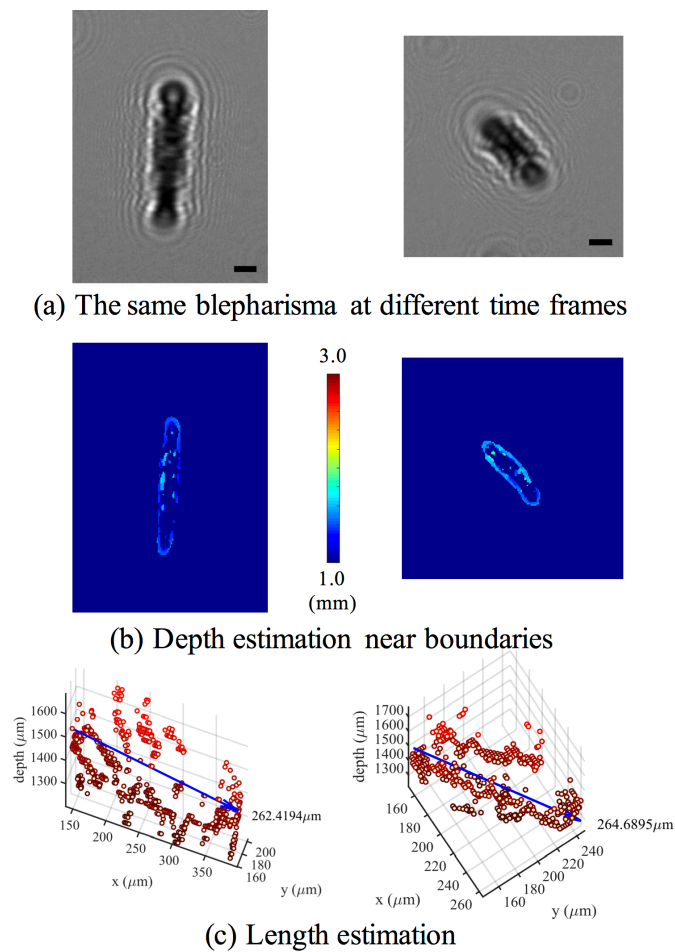 (a) The same blepharisma at different time frames
3.0
1.0
(mm)
(b) Depth estimation near boundaries
1600
1500
1400
1300
depth (μm)
150
200
250
300
350
x (μm)
200
180
160
y (μm)
262.4194μm
1700
1600
1500
1400
1300
depth (μm)
160
180
200
220
240
260
x (μm)
160
180
200
220
240
y (μm)
264.6895μm
(c) Length estimation